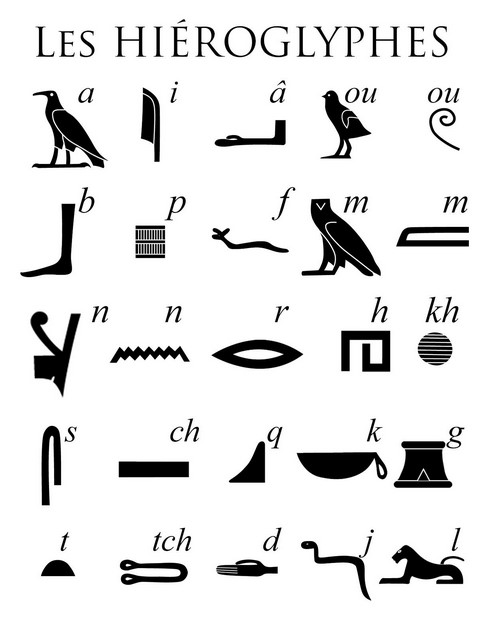 LES HIÉROGLYPHES
a i â ou ou
b p f m m
n n r h kh
s ch q k g
t tch d j l